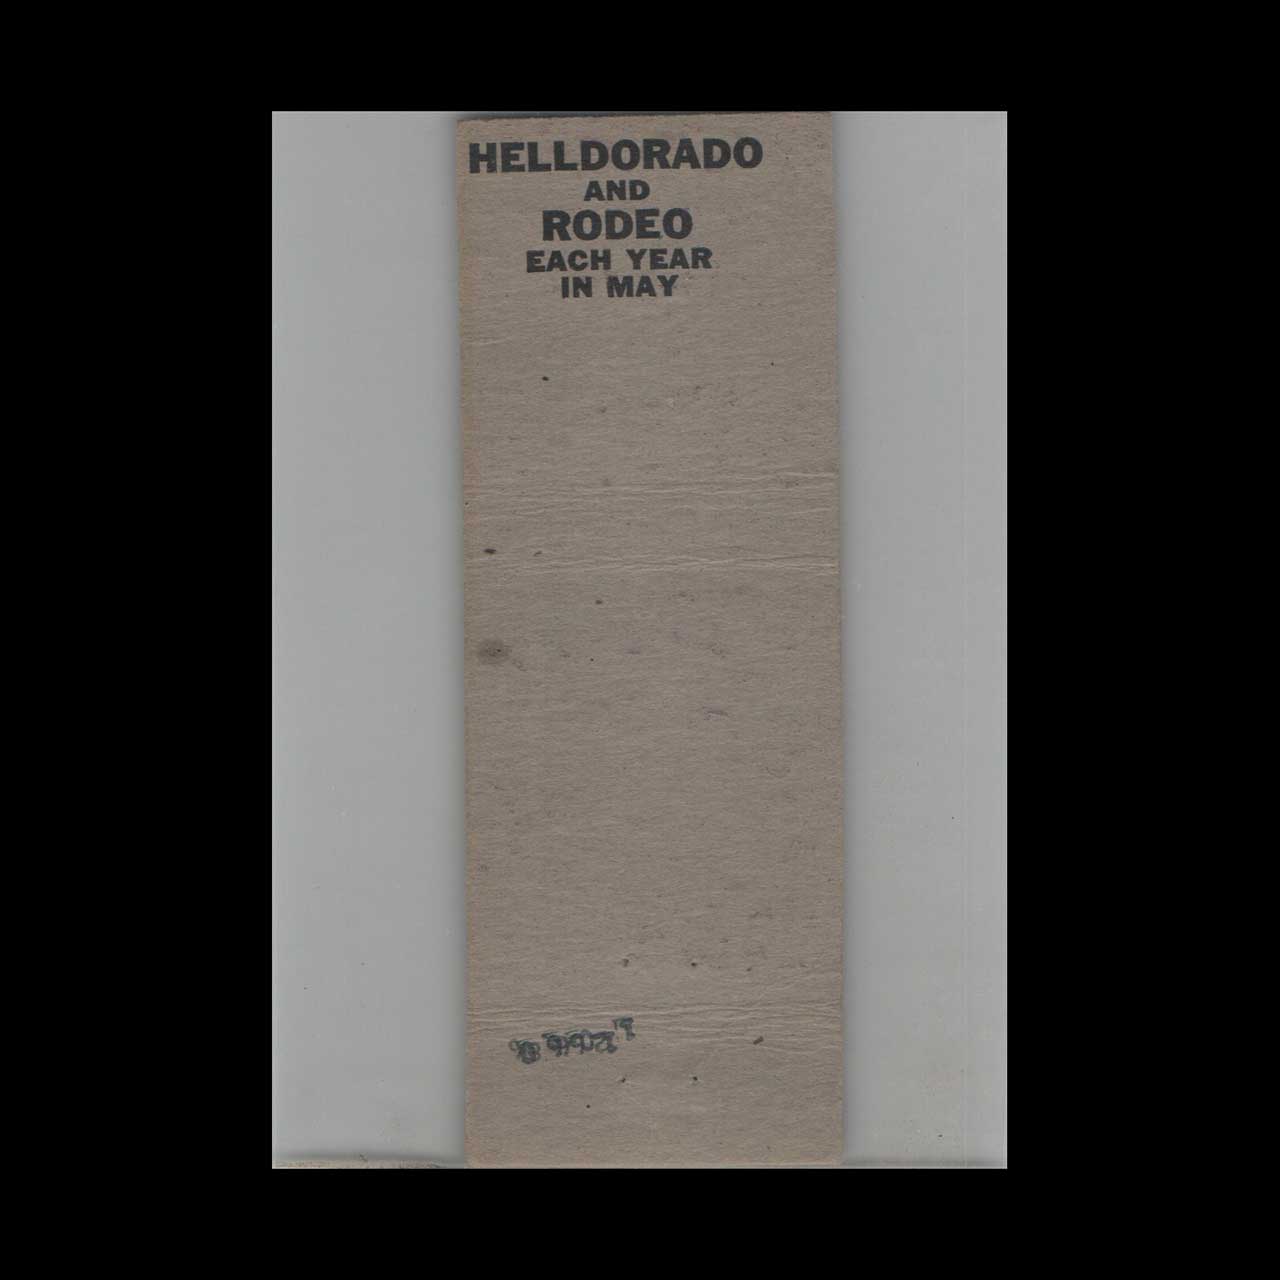 HELLDORADO
AND
RODEO
EACH YEAR
IN MAY